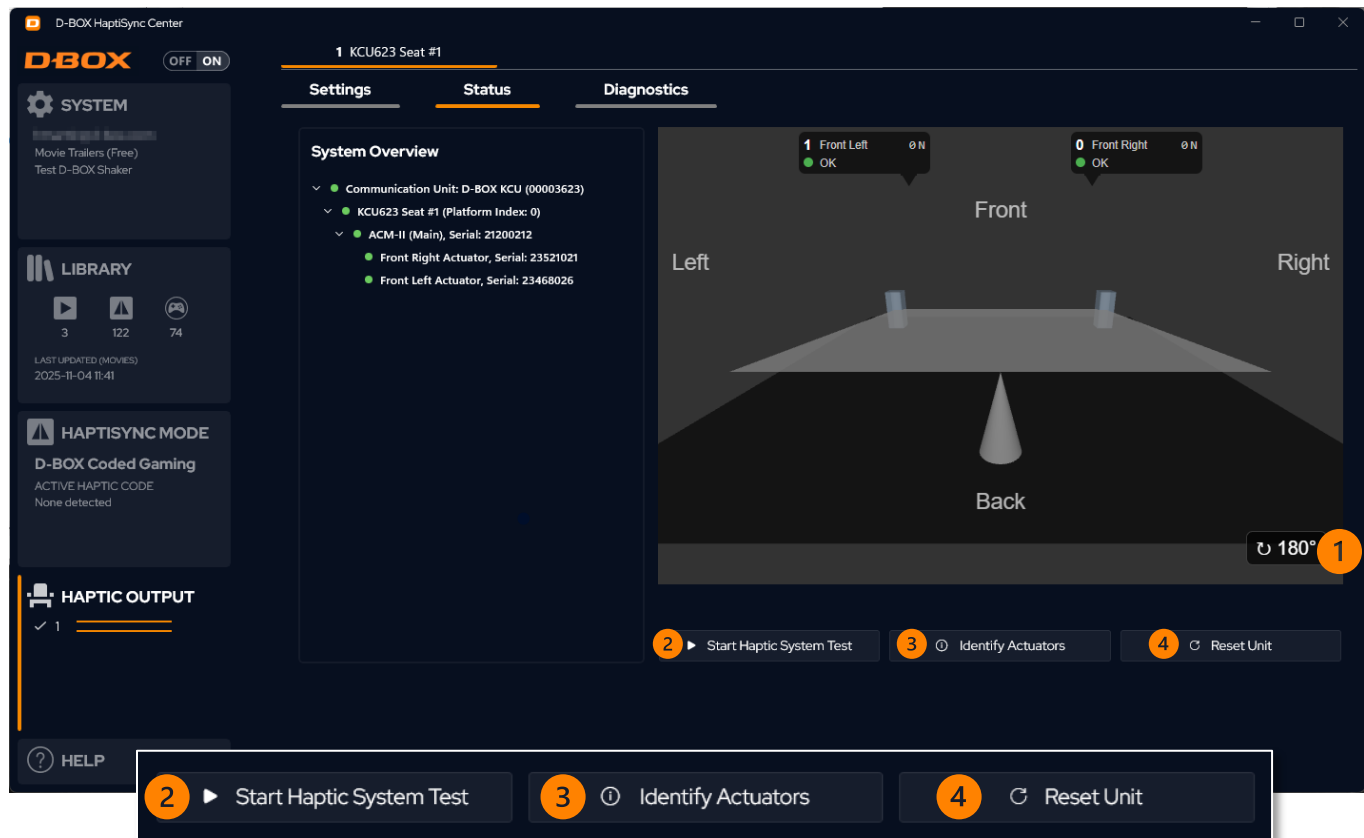 D-BOX HaptiSync Center
D-BOX
OFF ON
SYSTEM
Movie Trailers (Free)
Test D-BOX Shaker
LIBRARY
3 122 74
LAST UPDATED (MOVIES)
2025-11-04 11:41
HAPTISYNC MODE
D-BOX Coded Gaming
ACTIVE HAPTIC CODE
None detected
HAPTIC OUTPUT
1
HELP
1 KCU623 Seat #1
Settings Status Diagnostics
System Overview
Communication Unit: D-BOX KCU (00003623)
KCU623 Seat #1 (Platform Index: 0)
ACM-II (Main), Serial: 21200212
Front Right Actuator, Serial: 23521021
Front Left Actuator, Serial: 23468026
1 Front Left 0 N
OK
0 Front Right 0 N
OK
Front
Left Right
Back
180° 1
2 Start Haptic System Test 3 Identify Actuators 4 Reset Unit
2 Start Haptic System Test 3 Identify Actuators 4 Reset Unit